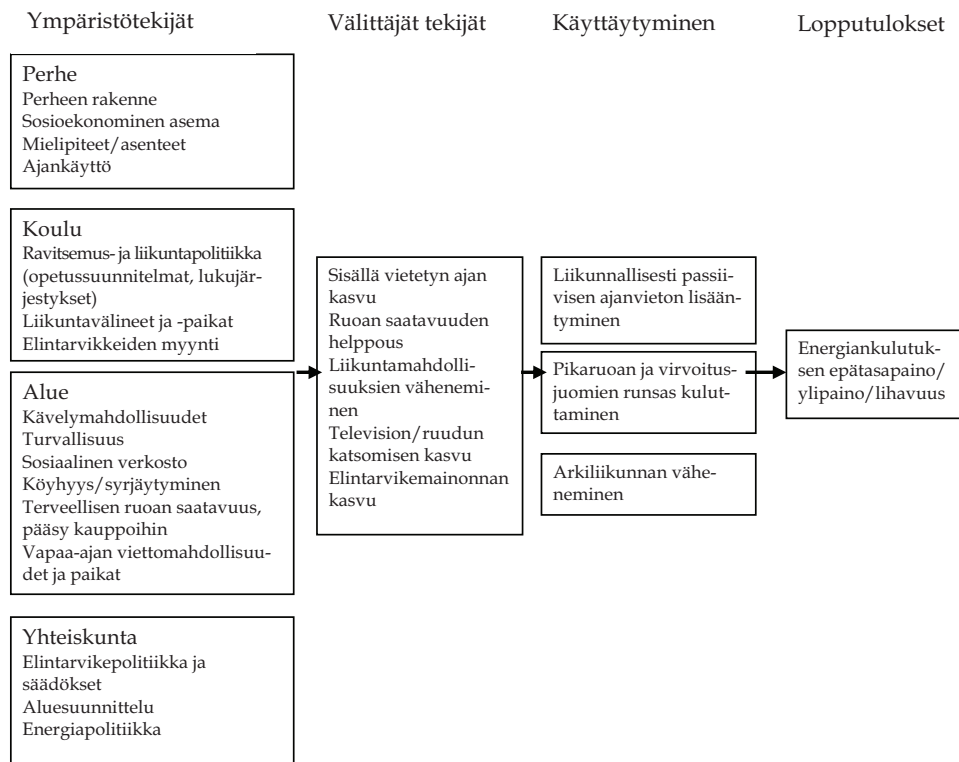 Ympäristötekijät
Välittäjät tekijät
Käyttäytyminen
Lopputulokset
Perhe
Perheen rakenne
Sosioekonominen asema
Mielipiteet/asenteet
Ajankäyttö
Koulu
Ravitsemus- ja liikuntapolitiikka
(opetussuunnitelmat, lukujär-
jestykset)
Liikuntavälineet ja -paikat
Elintarvikkeiden myynti
Alue
Kävelymahdollisuudet
Turvallisuus
Sosiaalinen verkosto
Köyhyys/syrjäytyminen
Terveellisen ruoan saatavuus,
pääsy kauppoihin
Vapaa-ajan viettomahdollisuu-
det ja paikat
Yhteiskunta
Elintarvikepolitiikka ja
säädökset
Aluesuunnittelu
Energiapolitiikka
Sisällä vietetyn ajan
kasvu
Ruoan saatavuuden
helppous
Liikuntamahdolli-
suuksien vähenemi-
nen
Television/ruudun
katsomisen kasvu
Elintarvikemainonnan
kasvu
Liikunnallisesti passii-
visen ajanvieton lisään-
tyminen
Pikaruoan ja virvoitus-
juomien runsas kulut-
taminen
Arkiliikunnan vähe-
neminen
Energiankulutuk-
sen epätasapaino/
ylipaino/lihavuus